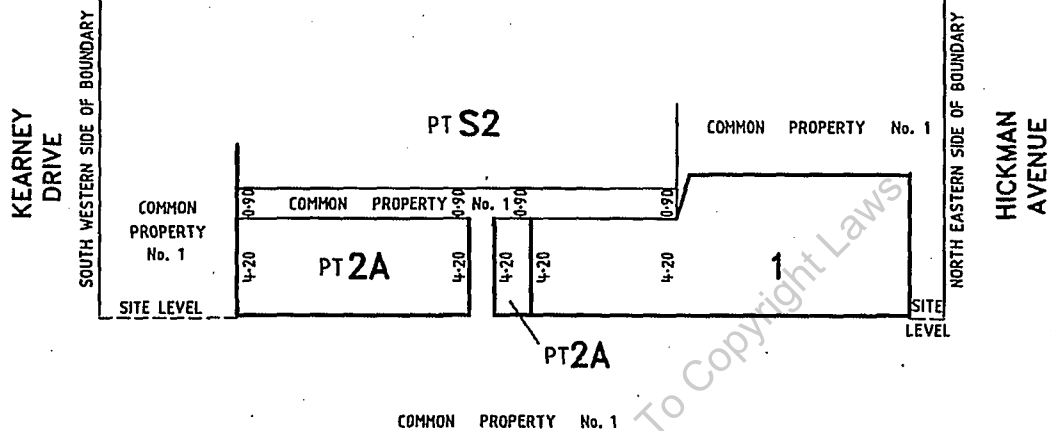 KEARNEY
DRIVE
SOUTH WESTERN SIDE OF BOUNDARY
PT S2
COMMON PROPERTY No. 1
NORTH EASTERN SIDE OF BOUNDARY
HICKMAN
AVENUE
COMMON
PROPERTY
No. 1
0·90
COMMON PROPERTY No. 1
0·90
0·90
0·90
4·20
PT 2A
4·20
4·20
4·20
4·20
1
SITE LEVEL
SITE
LEVEL
PT 2A
COMMON PROPERTY No. 1
To Copyright Laws